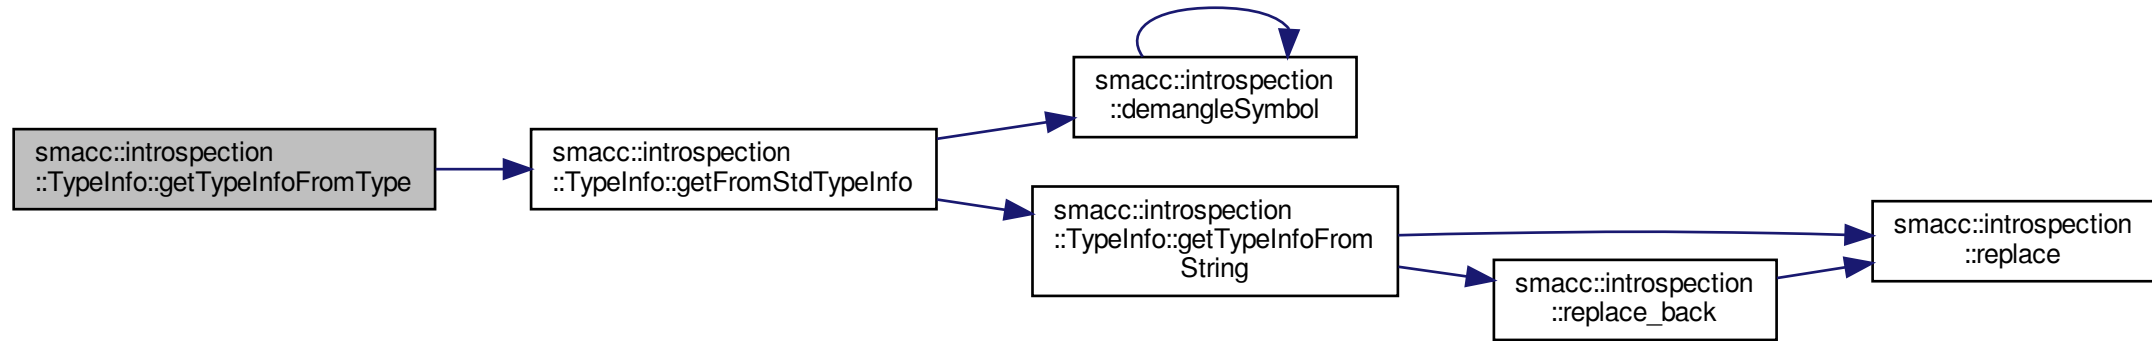 smacc::introspection
::TypeInfo::getTypeInfoFromType
smacc::introspection
::TypeInfo::getFromStdTypeInfo
smacc::introspection
::demangleSymbol
smacc::introspection
::TypeInfo::getTypeInfoFrom
String
smacc::introspection
::replace_back
smacc::introspection
::replace